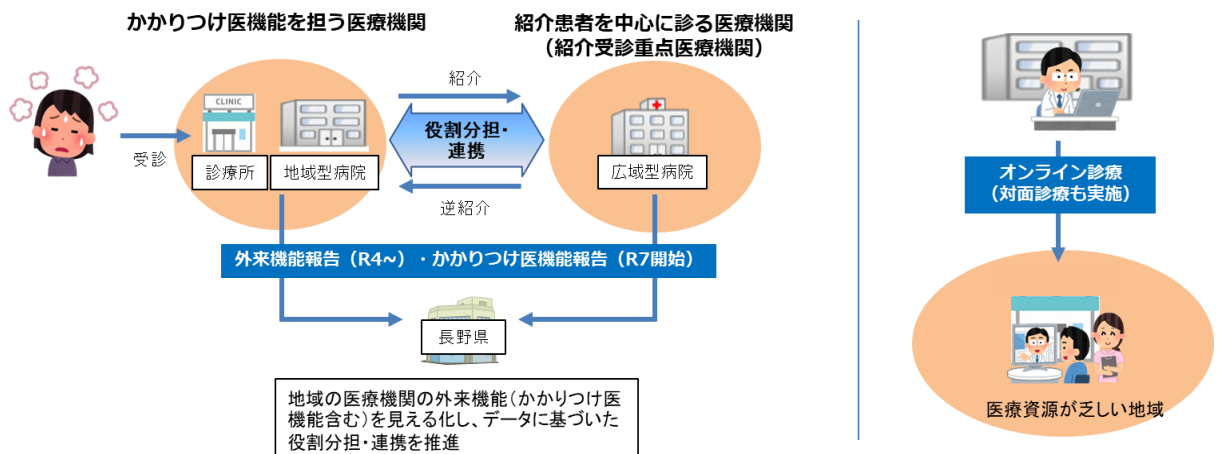 かかりつけ医機能を担う医療機関
紹介患者を中心に診る医療機関
（紹介受診重点医療機関）
受診
CLINIC
診療所
地域型病院
紹介
役割分担・
連携
逆紹介
広域型病院
外来機能報告（R4~）・かかりつけ医機能報告（R7開始）
長野県
地域の医療機関の外来機能（かかりつけ医
機能含む）を見える化し、データに基づいた
役割分担・連携を推進
オンライン診療
（対面診療も実施）
医療資源が乏しい地域